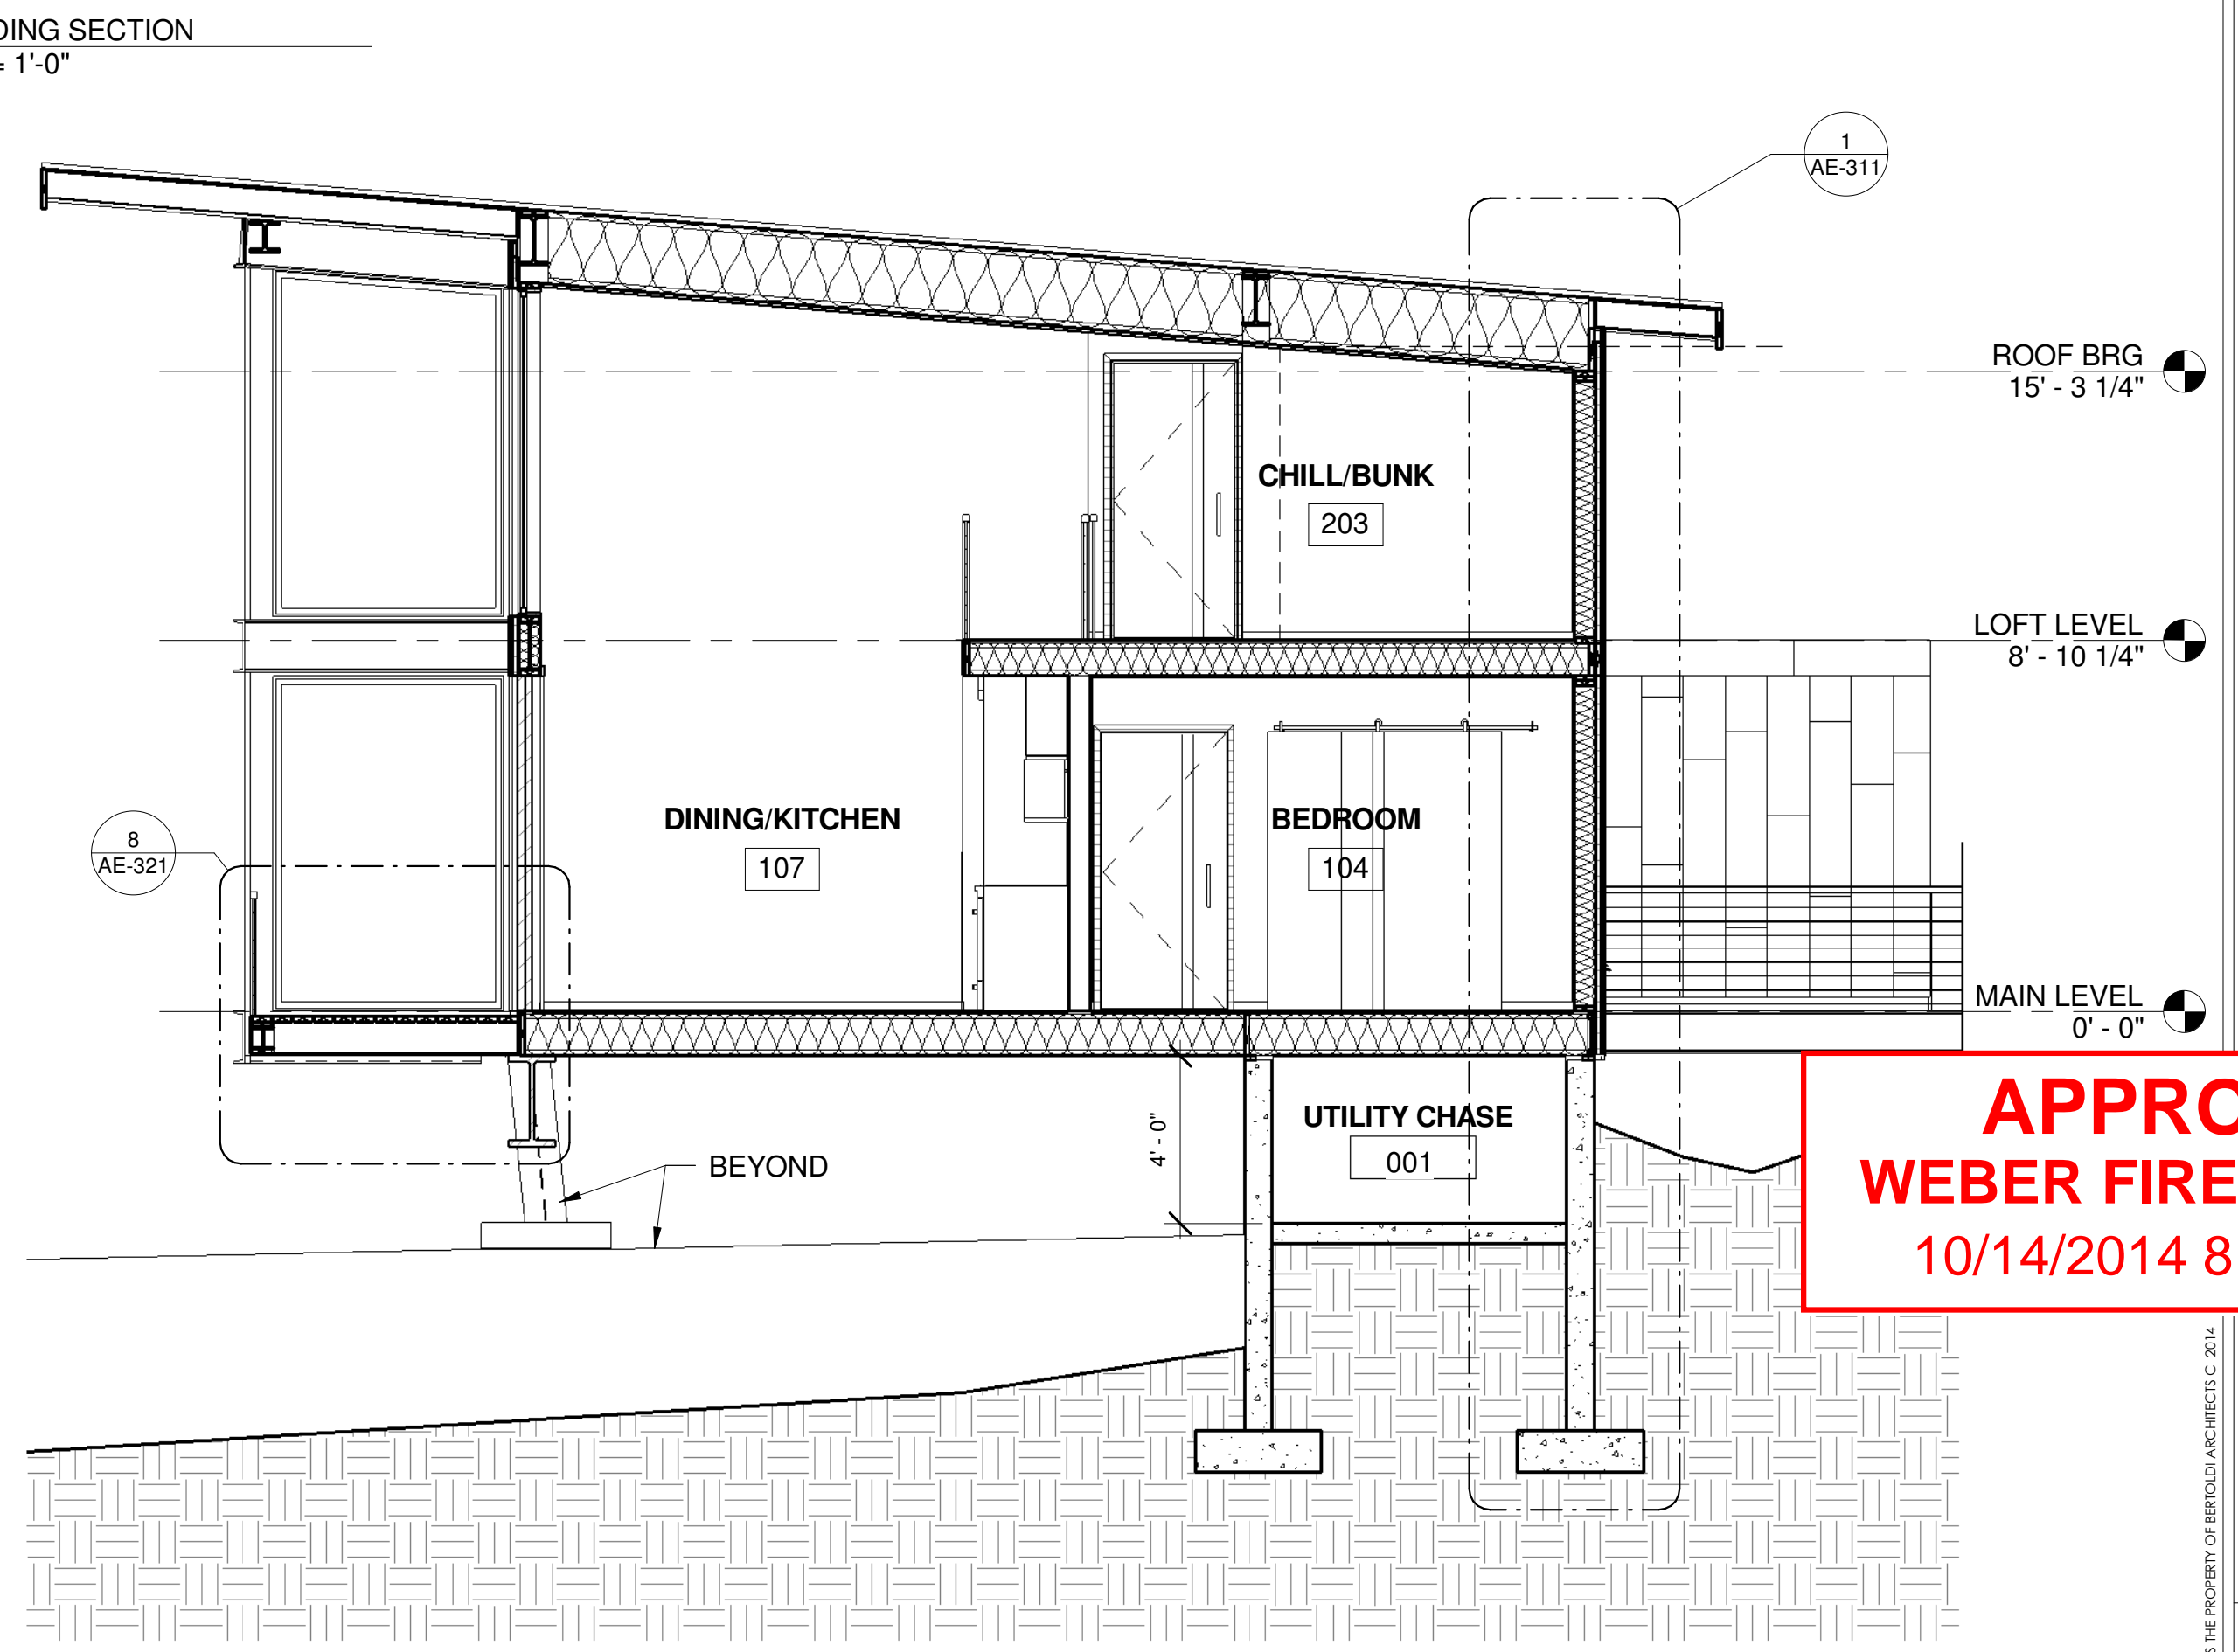 DING SECTION
= 1'-0"
1
AE-311
ROOF BRG
15' - 3 1/4"
CHILL/BUNK
203
LOFT LEVEL
8' - 10 1/4"
DINING/KITCHEN
107
BEDROOM
104
8
AE-321
MAIN LEVEL
0' - 0"
4' - 0"
UTILITY CHASE
001
BEYOND
APPRO
WEBER FIRE
10/14/2014 8
S THE PROPERTY OF BERTOLDI ARCHITECTS C 2014